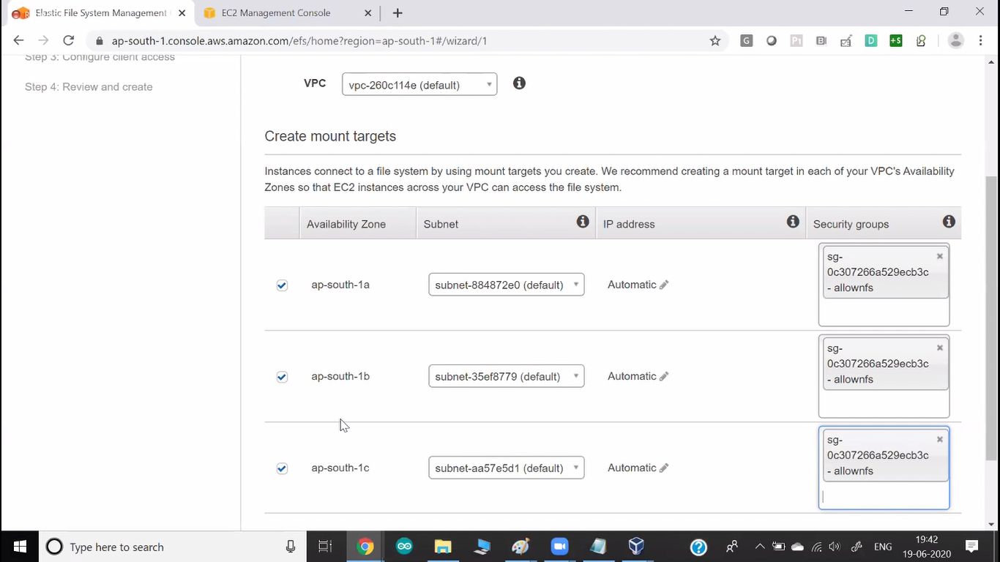 Elastic File System Management
EC2 Management Console
ap-south-1.console.aws.amazon.com/efs/home?region=ap-south-1#/wizard/1
Step 3: Configure client access
Step 4: Review and create
VPC
vpc-260c114e (default)
Create mount targets
Instances connect to a file system by using mount targets you create. We recommend creating a mount target in each of your VPC's Availability
Zones so that EC2 instances across your VPC can access the file system.
Availability Zone Subnet IP address Security groups
ap-south-1a subnet-884872e0 (default) Automatic
sg-
0c307266a529ecb3c
- allownfs
ap-south-1b subnet-35ef8779 (default) Automatic
sg-
0c307266a529ecb3c
- allownfs
ap-south-1c subnet-aa57e5d1 (default) Automatic
sg-
0c307266a529ecb3c
- allownfs
Type here to search
ENG
19:42
19-06-2020